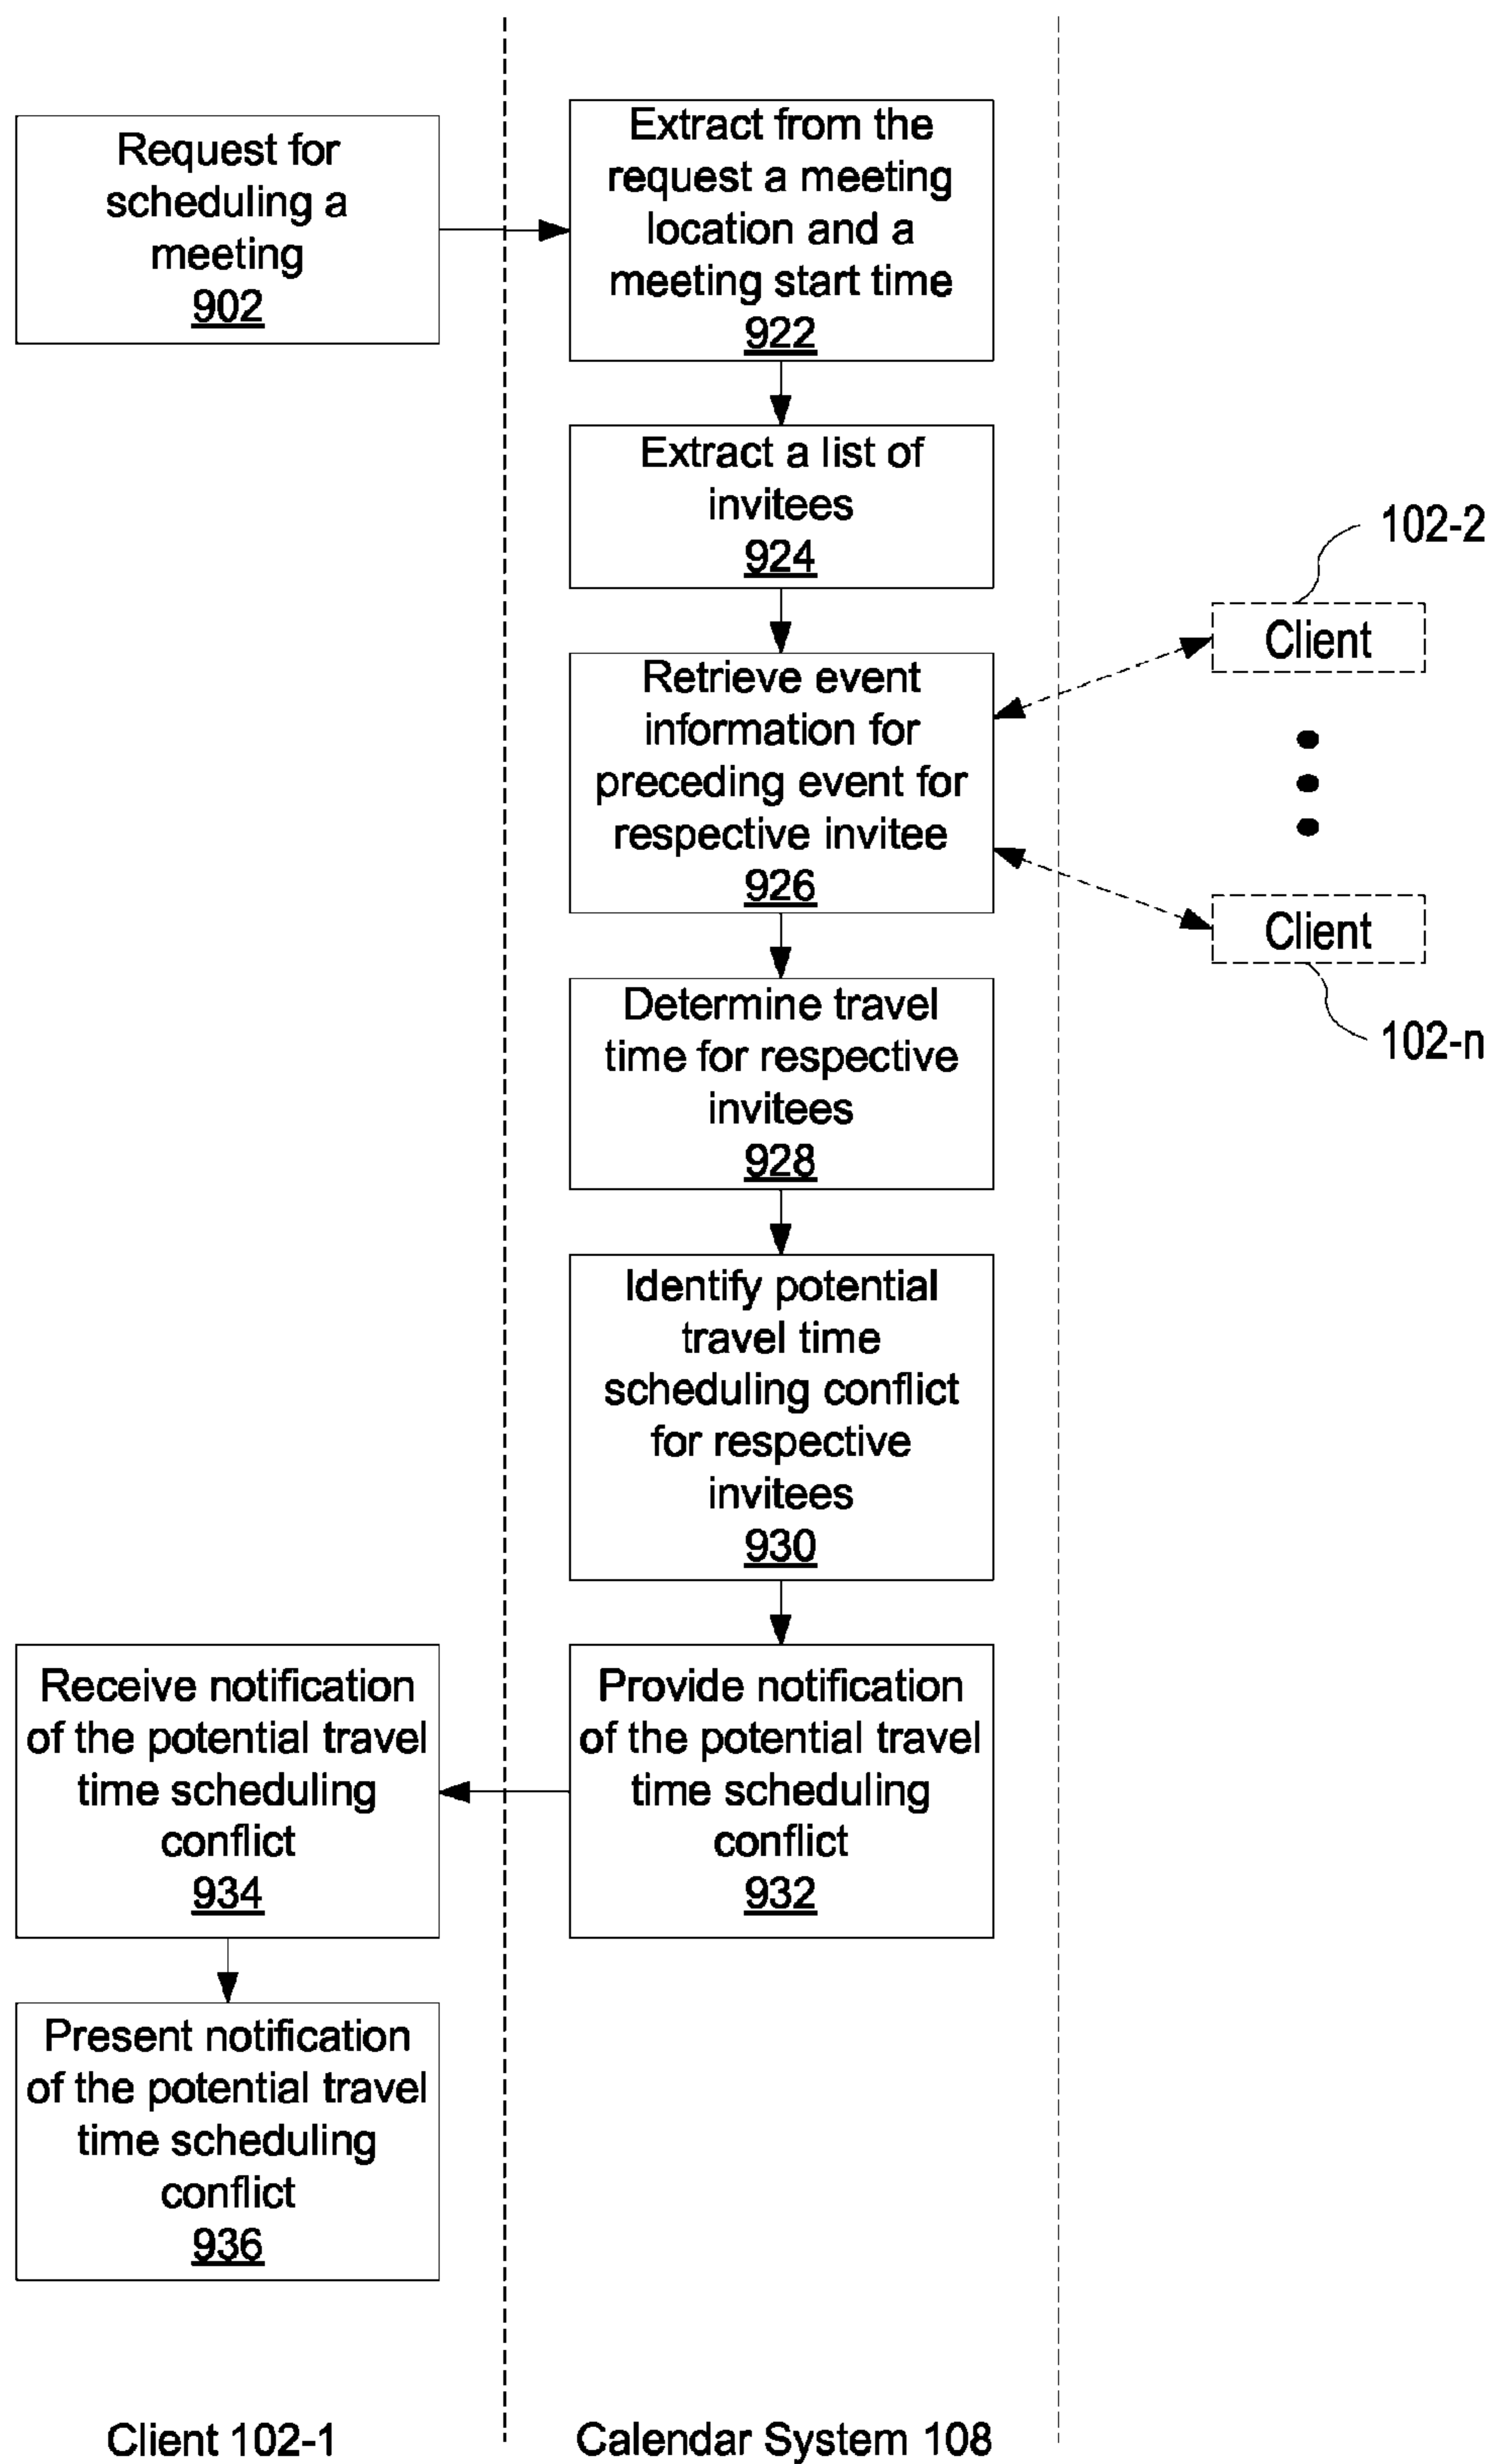 Request for
scheduling a
meeting
902
Extract from the
request a meeting
location and a
meeting start time
922
Extract a list of
invitees
924
102-2
Client
Retrieve event
information for
preceding event for
respective invitee
926
Client
102-n
Determine travel
time for respective
invitees
928
Identify potential
travel time
scheduling conflict
for respective
invitees
930
Provide notification
of the potential travel
time scheduling
conflict
932
Receive notification
of the potential travel
time scheduling
conflict
934
Present notification
of the potential travel
time scheduling
conflict
936
Client 102-1
Calendar System 108